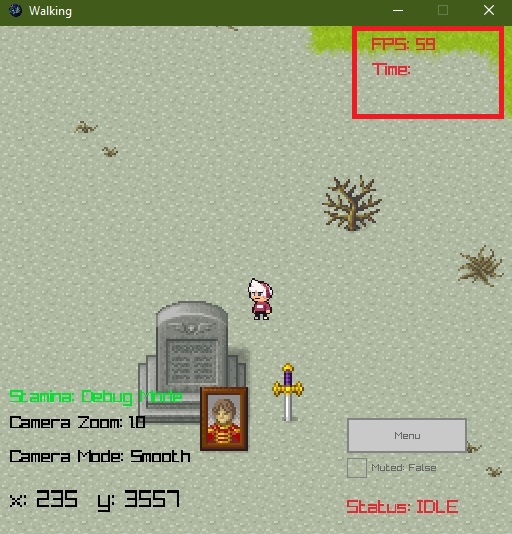 Walking
FPS: 59
Time:
Stamina: Debug Mode
Camera Zoom: 1.0
Camera Mode: Smooth
x: 235 y: 3557
Menu
Muted: False
Status: IDLE